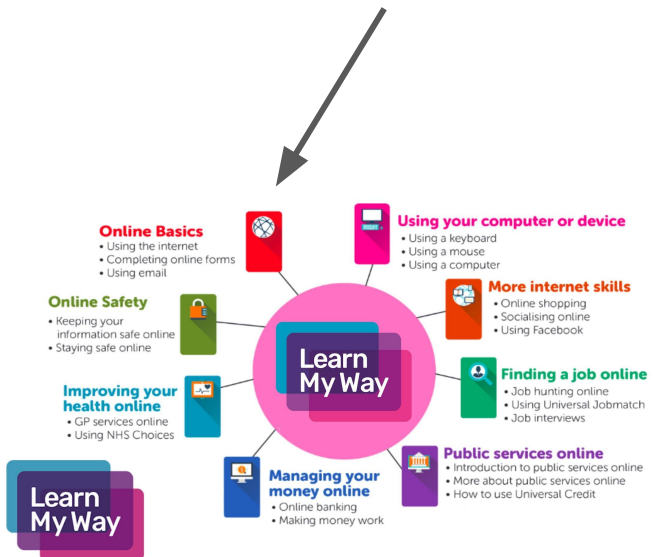 Online Basics
• Using the internet
• Completing online forms
• Using email
Using your computer or device
• Using a keyboard
• Using a mouse
• Using a computer
Online Safety
• Keeping your
information safe online
• Staying safe online
More internet skills
• Online shopping
• Socialising online
• Using Facebook
Learn
My Way
Improving your
health online
• GP services online
• Using NHS Choices
Finding a job online
• Job hunting online
• Using Universal Jobmatch
• Job interviews
Managing your
money online
• Online banking
• Making money work
Public services online
• Introduction to public services online
• More about public services online
• How to use Universal Credit
Learn
My Way